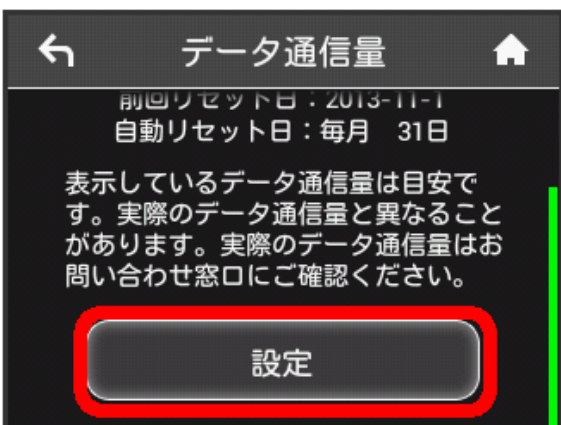 データ通信量
前回リセット日：2013-11-1
自動リセット日：毎月　31日
表示しているデータ通信量は目安で
す。実際のデータ通信量と異なること
があります。実際のデータ通信量はお
問い合わせ窓口にご確認ください。
設定